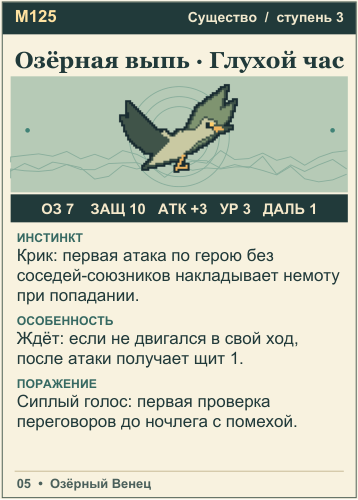 M125
Существо / ступень 3
Озёрная выпь · Глухой час
ОЗ 7 ЗАЩ 10 АТК +3 УР 3 ДАЛЬ 1
ИНСТИНКТ
Крик: первая атака по герою без
соседей-союзников накладывает немоту
при попадании.
ОСОБЕННОСТЬ
Ждёт: если не двигался в свой ход,
после атаки получает щит 1.
ПОРАЖЕНИЕ
Сиплый голос: первая проверка
переговоров до ночлега с помехой.
05 • Озёрный Венец